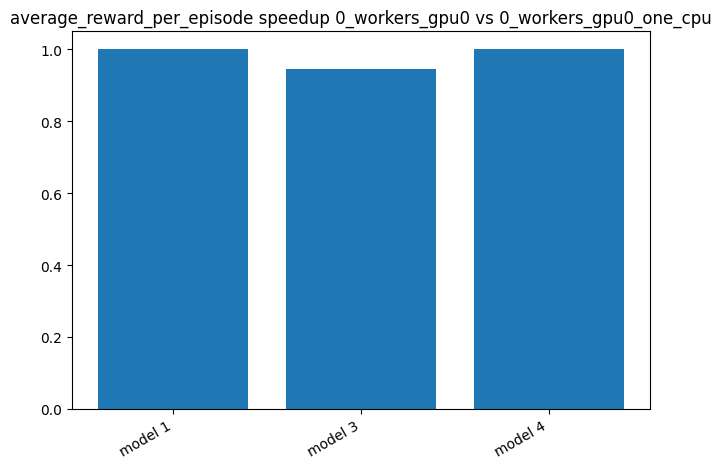 average_reward_per_episode speedup 0_workers_gpu0 vs 0_workers_gpu0_one_cpu
1.0
0.8
0.6
0.4
0.2
0.0
model 1
model 3
model 4